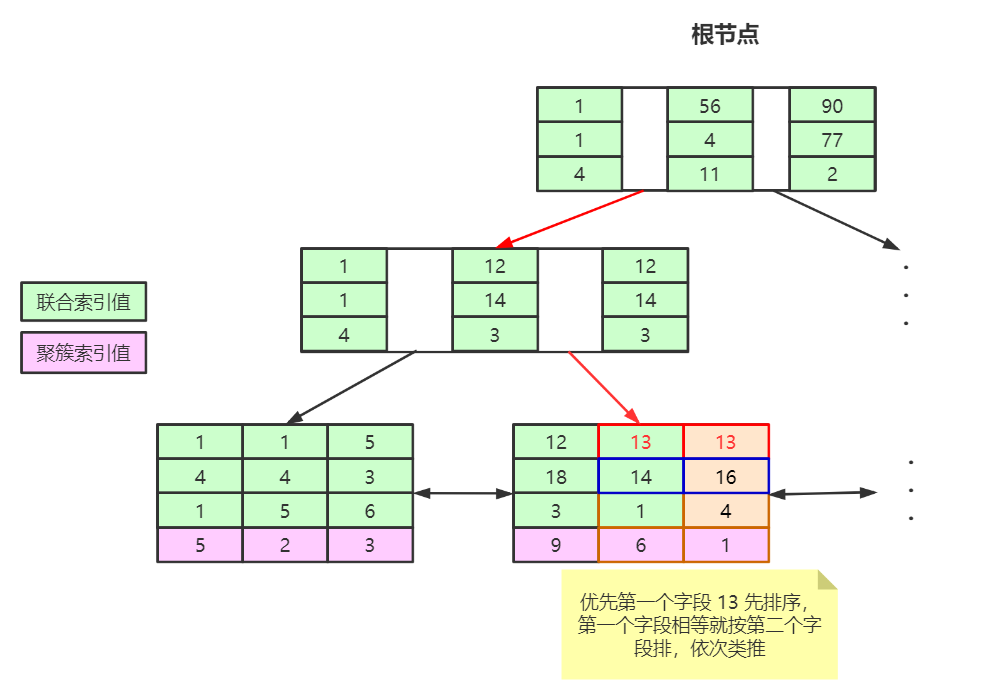 根节点
1 56 90
1 4 77
4 11 2
1 12 12
1 14 14
4 3 3
联合索引值
聚簇索引值
1 1 5
4 4 3
1 5 6
5 2 3
12 13 13
18 14 16
3 1 4
9 6 1
优先第一个字段 13 先排序，
第一个字段相等就按第二个字
段排，依次类推